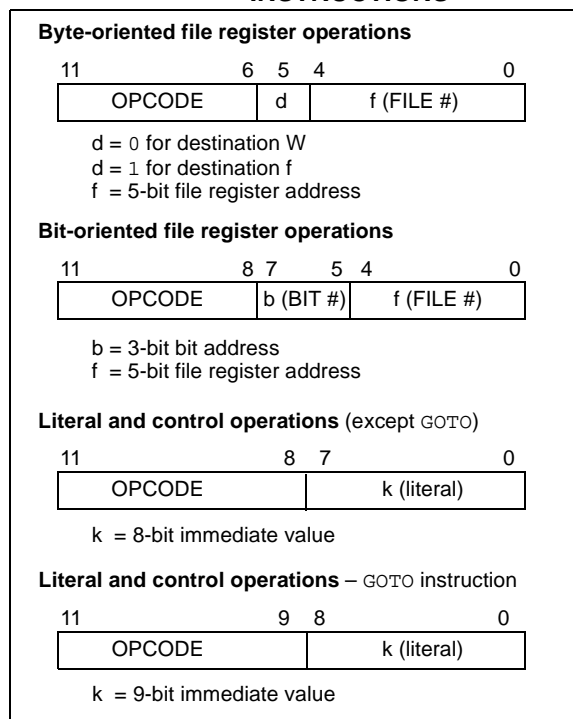 Byte-oriented file register operations
11 6 5 4 0
OPCODE d f (FILE #)
d = 0 for destination W
d = 1 for destination f
f = 5-bit file register address
Bit-oriented file register operations
11 8 7 5 4 0
OPCODE b (BIT #) f (FILE #)
b = 3-bit bit address
f = 5-bit file register address
Literal and control operations (except GOTO)
11 8 7 0
OPCODE k (literal)
k = 8-bit immediate value
Literal and control operations – GOTO instruction
11 9 8 0
OPCODE k (literal)
k = 9-bit immediate value